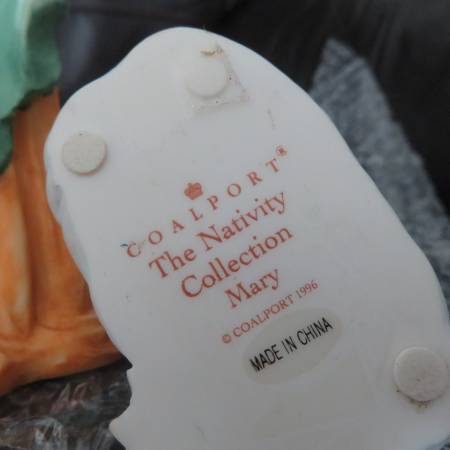 COALPORT®
The Nativity
Collection
Mary
© COALPORT 1996
MADE IN CHINA